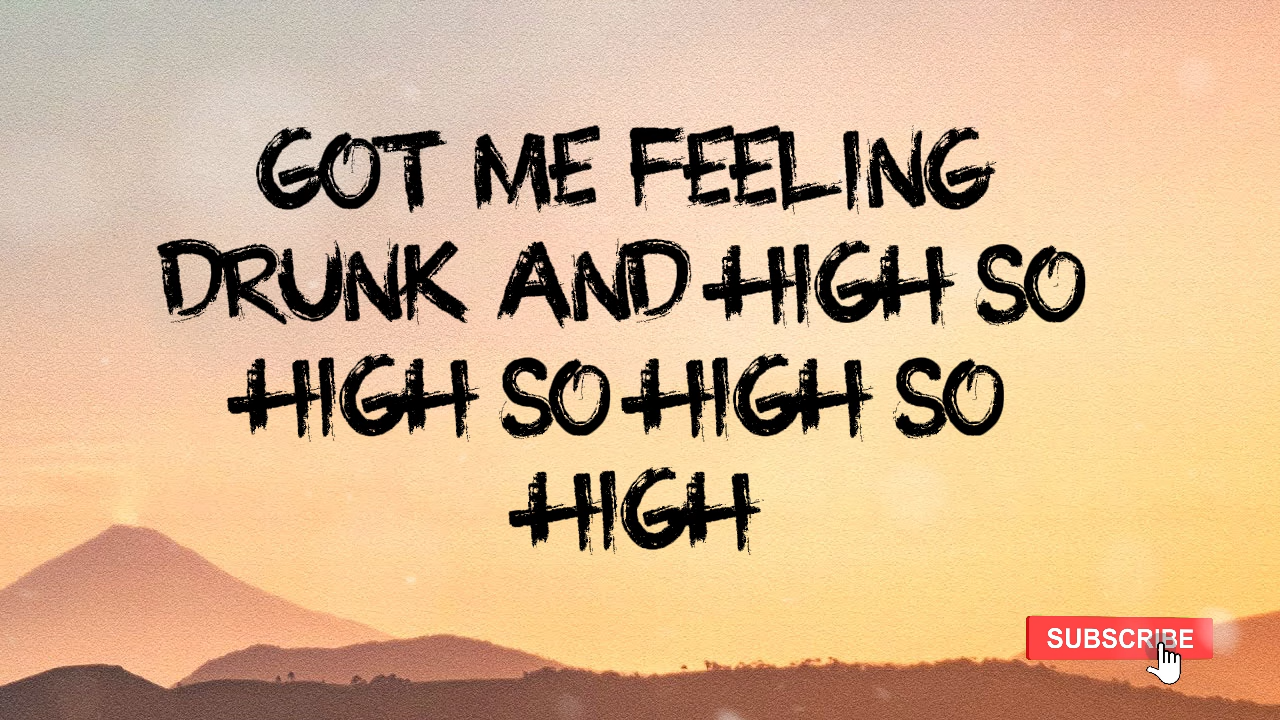 GOT ME FEELING
DRUNK AND HIGH SO
HIGH SO HIGH SO
HIGH
SUBSCRIBE